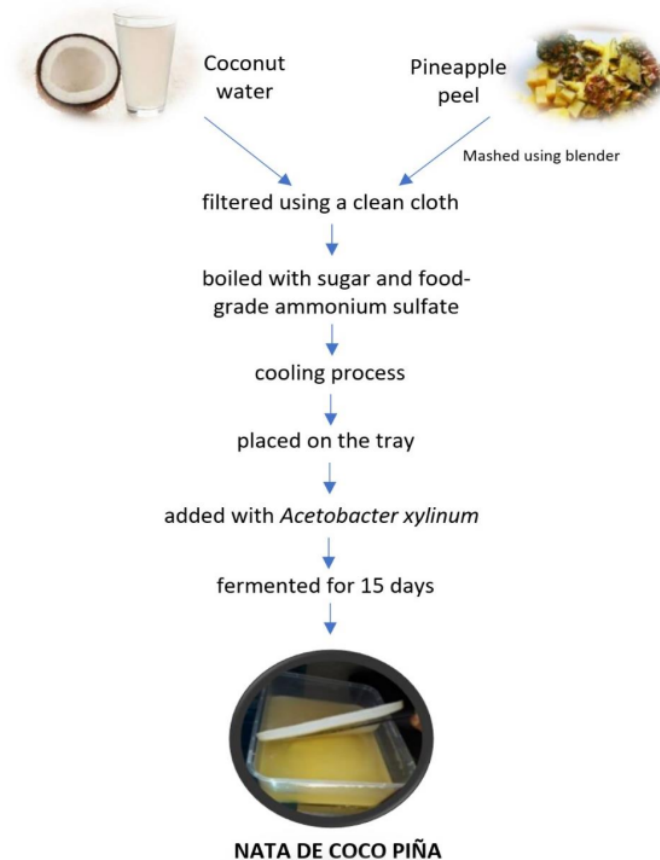 Coconut
water
Pineapple
peel
Mashed using blender
filtered using a clean cloth
boiled with sugar and food-
grade ammonium sulfate
cooling process
placed on the tray
added with Acetobacter xylinum
fermented for 15 days
NATA DE COCO PIÑA